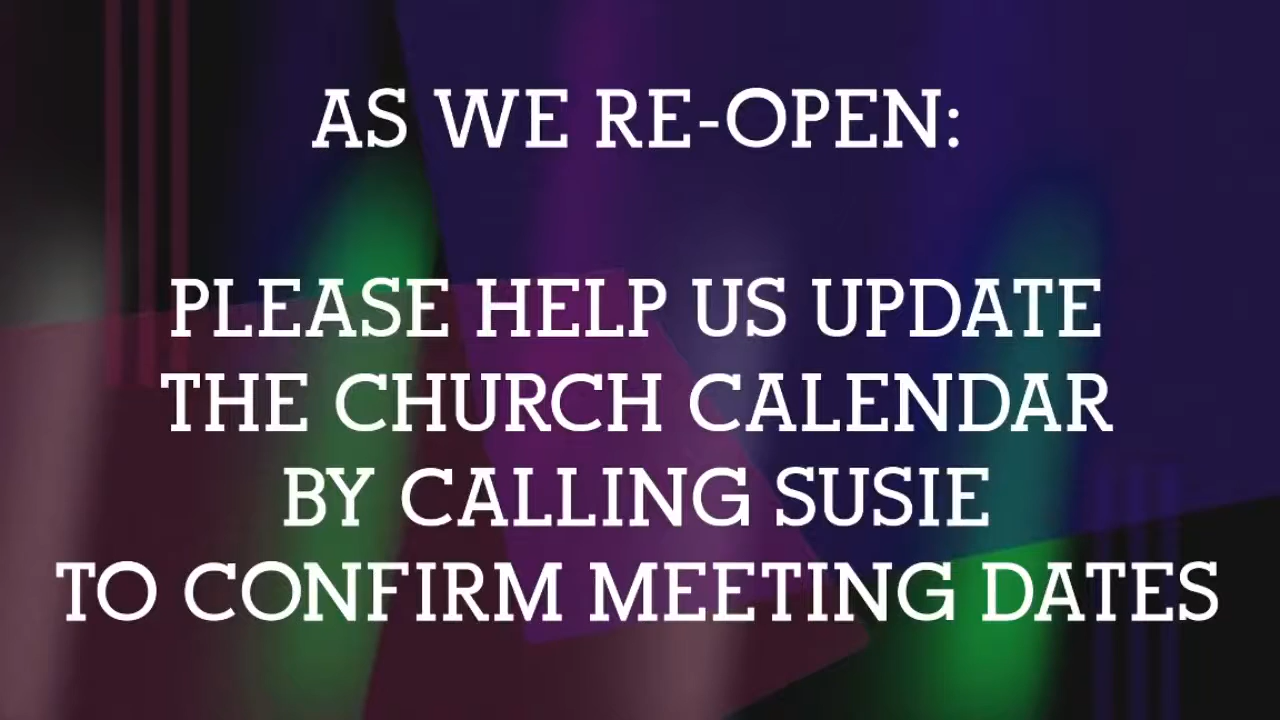 AS WE RE-OPEN:
PLEASE HELP US UPDATE
THE CHURCH CALENDAR
BY CALLING SUSIE
TO CONFIRM MEETING DATES